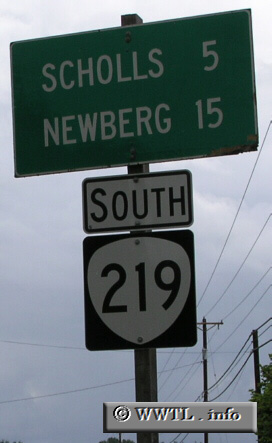 SCHOLLS 5
NEWBERG 15
SOUTH
219
© WWTL . info